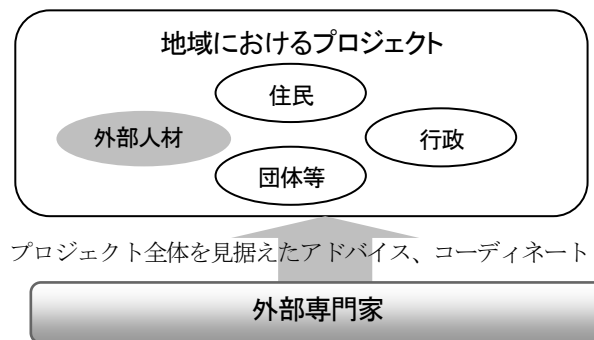 地域におけるプロジェクト
住民
外部人材
行政
団体等
プロジェクト全体を見据えたアドバイス、コーディネート
外部専門家